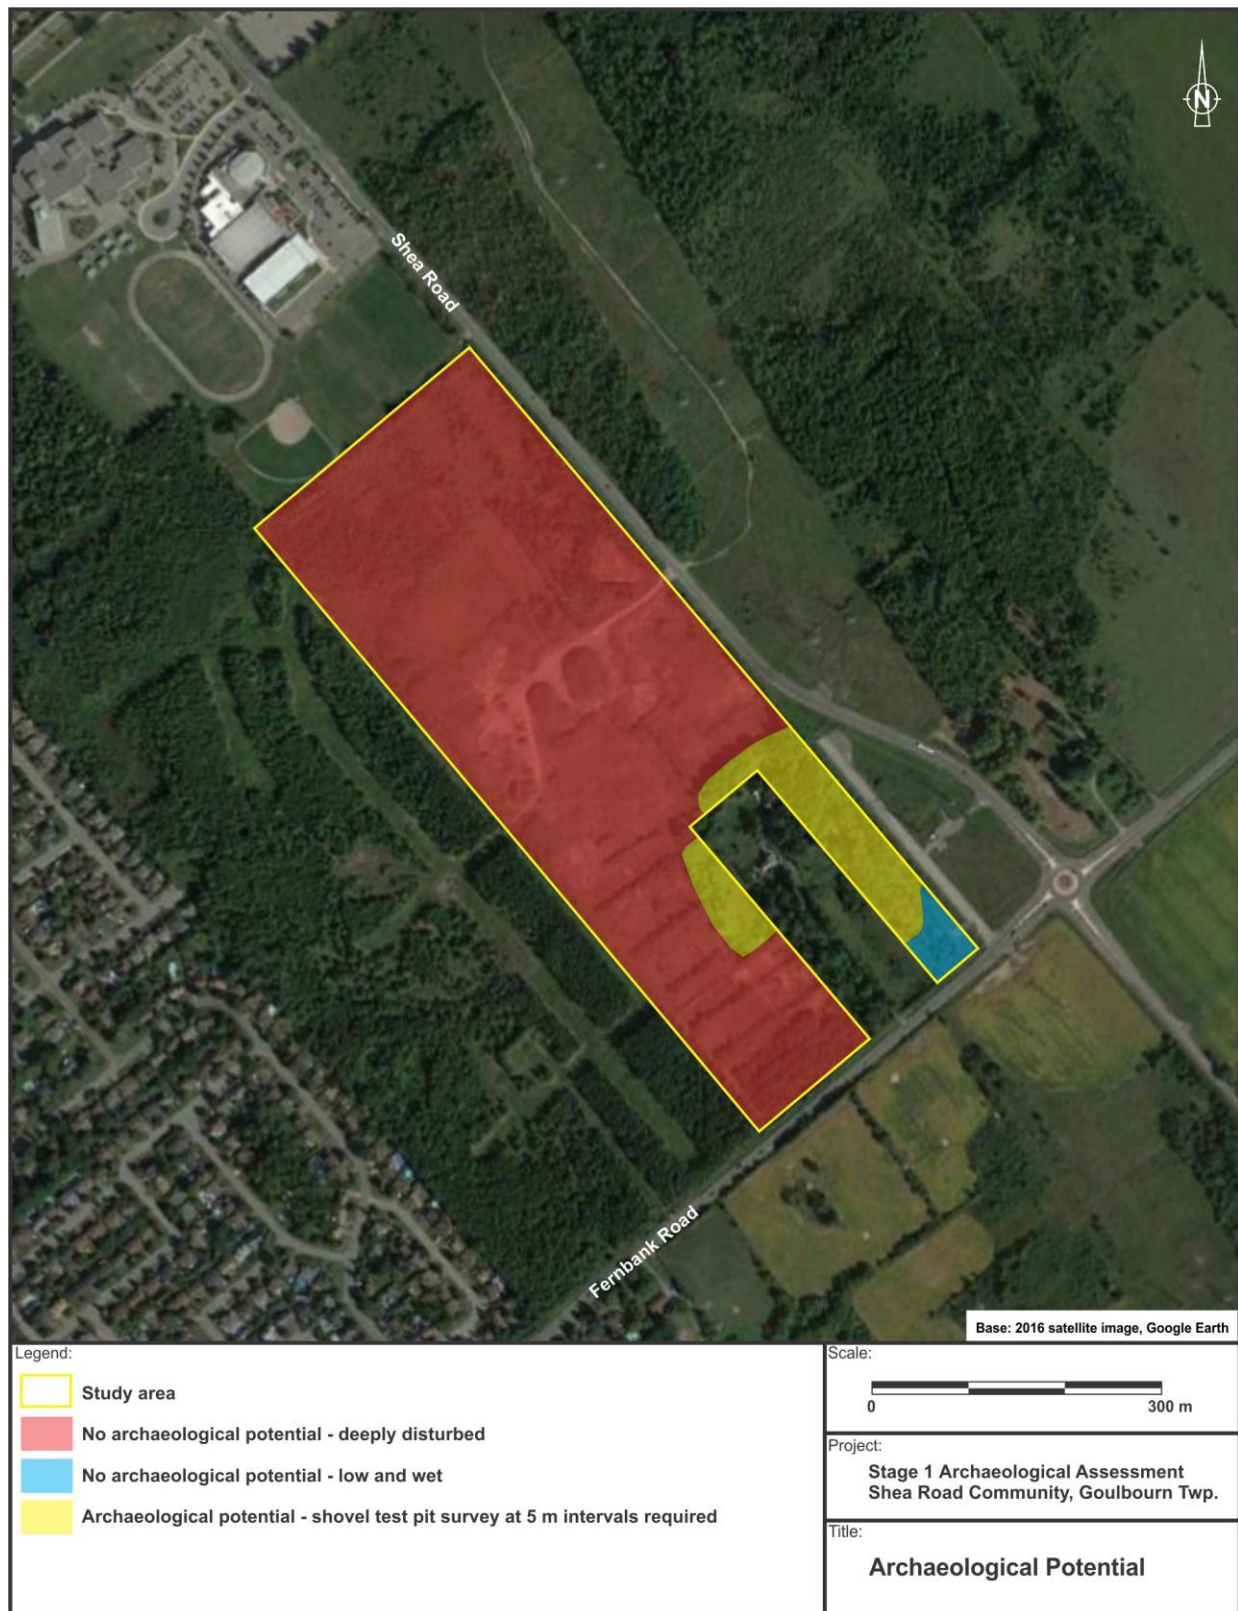 N
Shea Road
Fernbank Road
Base: 2016 satellite image, Google Earth
Legend:
Study area
No archaeological potential - deeply disturbed
No archaeological potential - low and wet
Archaeological potential - shovel test pit survey at 5 m intervals required
Scale:
0 300 m
Project:
Stage 1 Archaeological Assessment
Shea Road Community, Goulbourn Twp.
Title:
Archaeological Potential